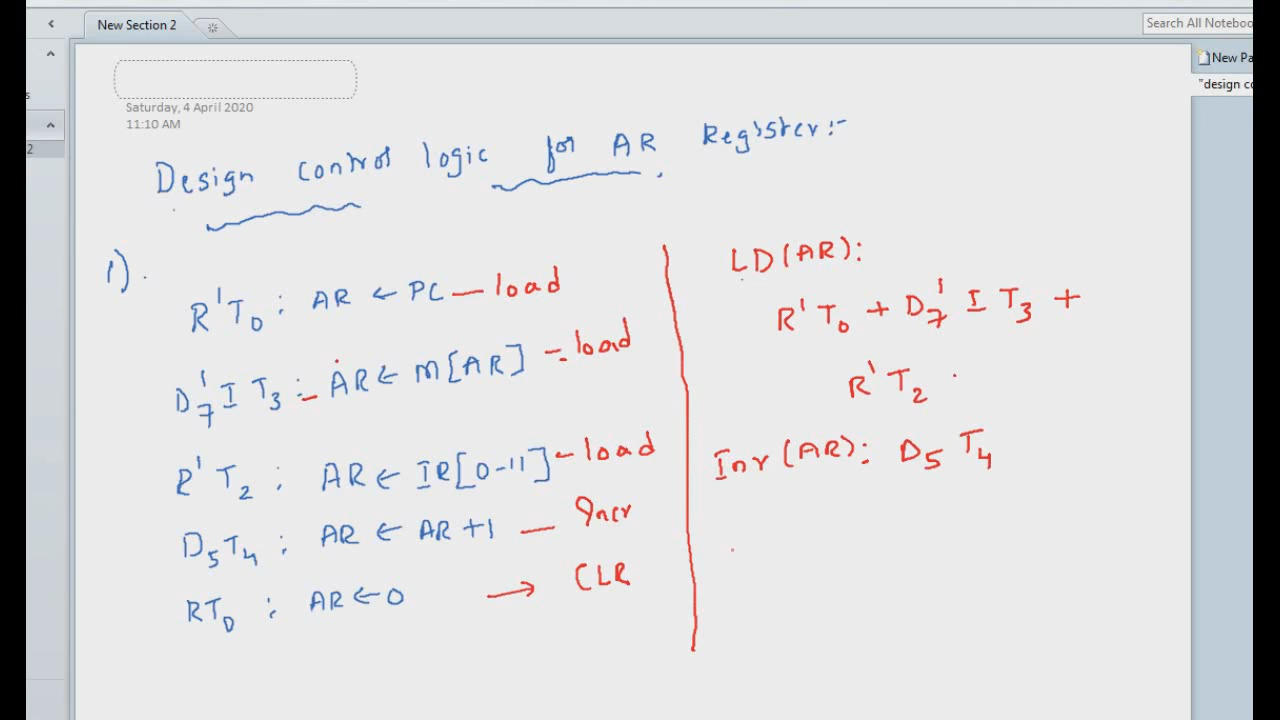 New Section 2
Search All Noteboo
New Pa
"design co
s
2
Saturday, 4 April 2020
11:10 AM
Design control logic for AR Register:-
1).
R'T0 : AR ← PC — load
D7' I T3 : AR ← M[AR] — load
R'T2 : AR ← IR[0-11] — load
D5T4 : AR ← AR +1 — Incr
RT0 : AR ← 0 → CLR
LD(AR):
R'T0 + D7' I T3 +
R'T2
Inr(AR): D5 T4